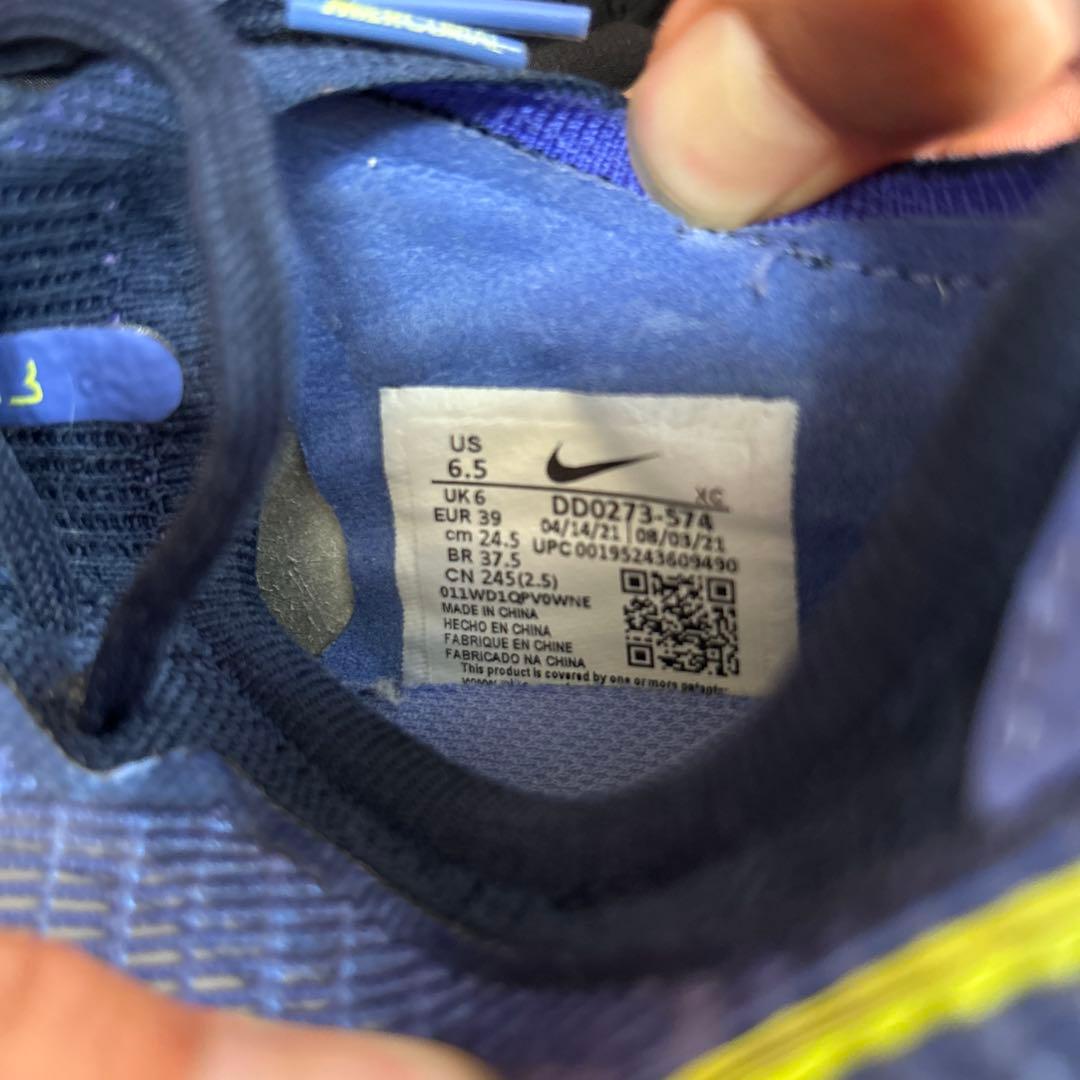 MERCURIAL
3
US
6.5
XC
UK 6
DD0273-574
EUR 39
04/14/21 08/03/21
cm 24.5
UPC 00195243609490
BR 37.5
CN 245(2.5)
011WD1QPV0WNE
MADE IN CHINA
HECHO EN CHINA
FABRIQUE EN CHINE
FABRICADO NA CHINA
This product is covered by one or more patents